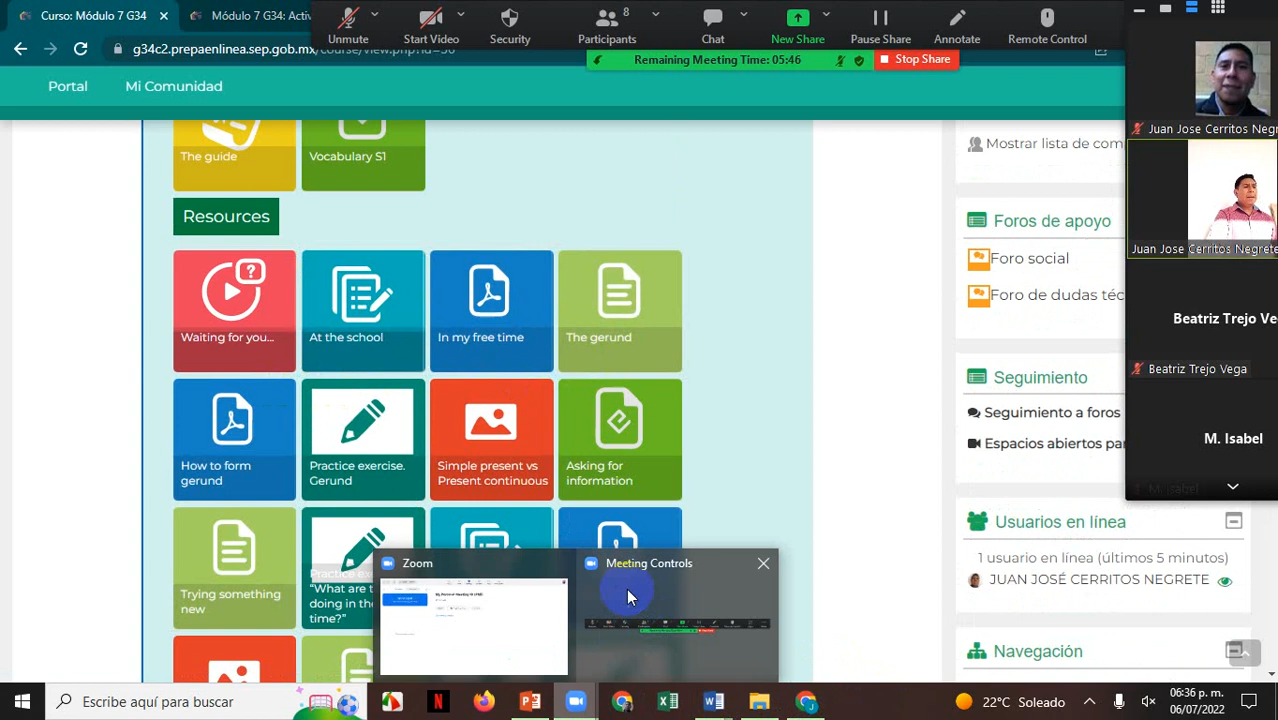 Curso: Módulo 7 G34
Módulo 7 G34: Activ
g34c2.prepaenlinea.sep.gob.mx/course/view.php?id=
Unmute
Start Video
Security
Participants
8
Chat
New Share
Pause Share
Annotate
Remote Control
Remaining Meeting Time: 05:46
Stop Share
Portal
Mi Comunidad
The guide
Vocabulary S1
Resources
Waiting for you...
At the school
In my free time
The gerund
How to form
gerund
Practice exercise.
Gerund
Simple present vs
Present continuous
Asking for
information
Trying something
new
Practice exe
"What are t
doing in the
time?"
Zoom
Meeting Controls
Juan Jose Cerritos Negr
Juan Jose Cerritos Negrete
Beatriz Trejo Ve
Beatriz Trejo Vega
M. Isabel
M. Isabel
Mostrar lista de com
Foros de apoyo
Foro social
Foro de dudas téc
Seguimiento
Seguimiento a foros
Espacios abiertos par
Usuarios en línea
1 usuario en línea (últimos 5 minutos)
JUAN JOSÉ CERRITOS NEGRETE
Navegación
Escribe aquí para buscar
22°C Soleado
06:36 p. m.
06/07/2022